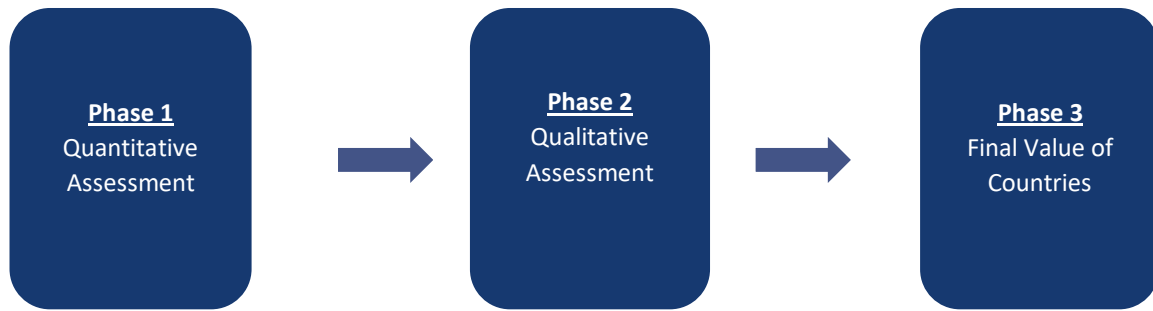 Phase 1
Quantitative
Assessment
Phase 2
Qualitative
Assessment
Phase 3
Final Value of
Countries